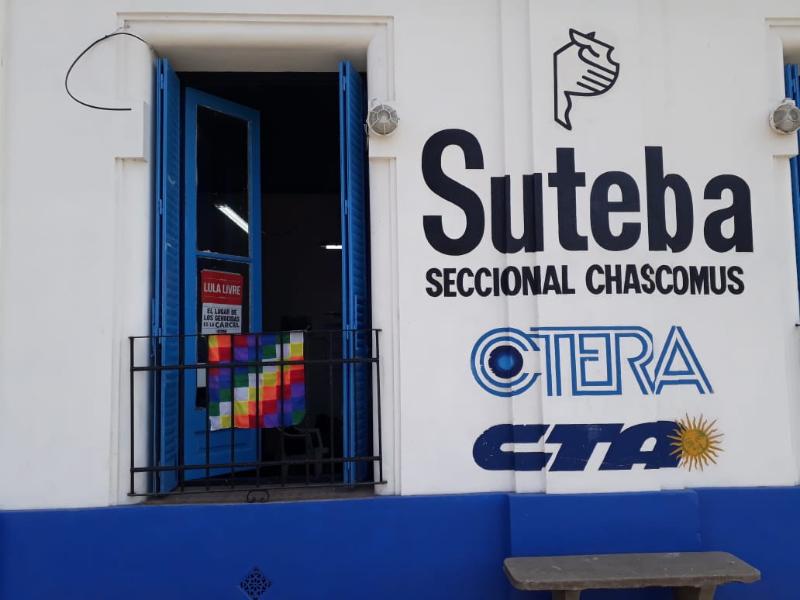 Suteba
SECCIONAL CHASCOMUS
CTERA
CTA
LULA LIVRE
EL LUGAR DE
LOS GENOCIDAS
ES LA CARCEL